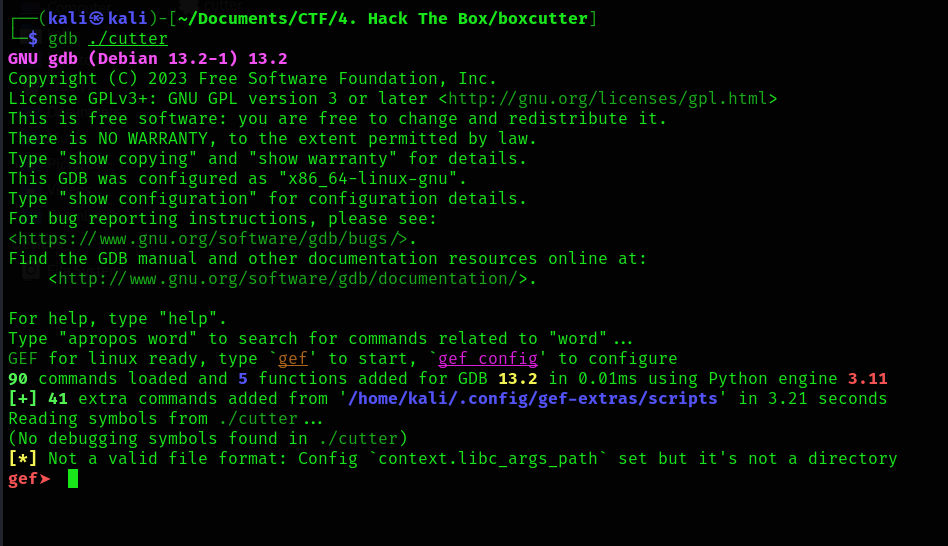 ┌──(kali㉿kali)-[~/Documents/CTF/4. Hack The Box/boxcutter]
└─$ gdb ./cutter
GNU gdb (Debian 13.2-1) 13.2
Copyright (C) 2023 Free Software Foundation, Inc.
License GPLv3+: GNU GPL version 3 or later <http://gnu.org/licenses/gpl.html>
This is free software: you are free to change and redistribute it.
There is NO WARRANTY, to the extent permitted by law.
Type "show copying" and "show warranty" for details.
This GDB was configured as "x86_64-linux-gnu".
Type "show configuration" for configuration details.
For bug reporting instructions, please see:
<https://www.gnu.org/software/gdb/bugs/>.
Find the GDB manual and other documentation resources online at:
    <http://www.gnu.org/software/gdb/documentation/>.

For help, type "help".
Type "apropos word" to search for commands related to "word"...
GEF for linux ready, type `gef' to start, `gef config' to configure
90 commands loaded and 5 functions added for GDB 13.2 in 0.01ms using Python engine 3.11
[+] 41 extra commands added from '/home/kali/.config/gef-extras/scripts' in 3.21 seconds
Reading symbols from ./cutter...
(No debugging symbols found in ./cutter)
[*] Not a valid file format: Config `context.libc_args_path` set but it's not a directory
gef➤